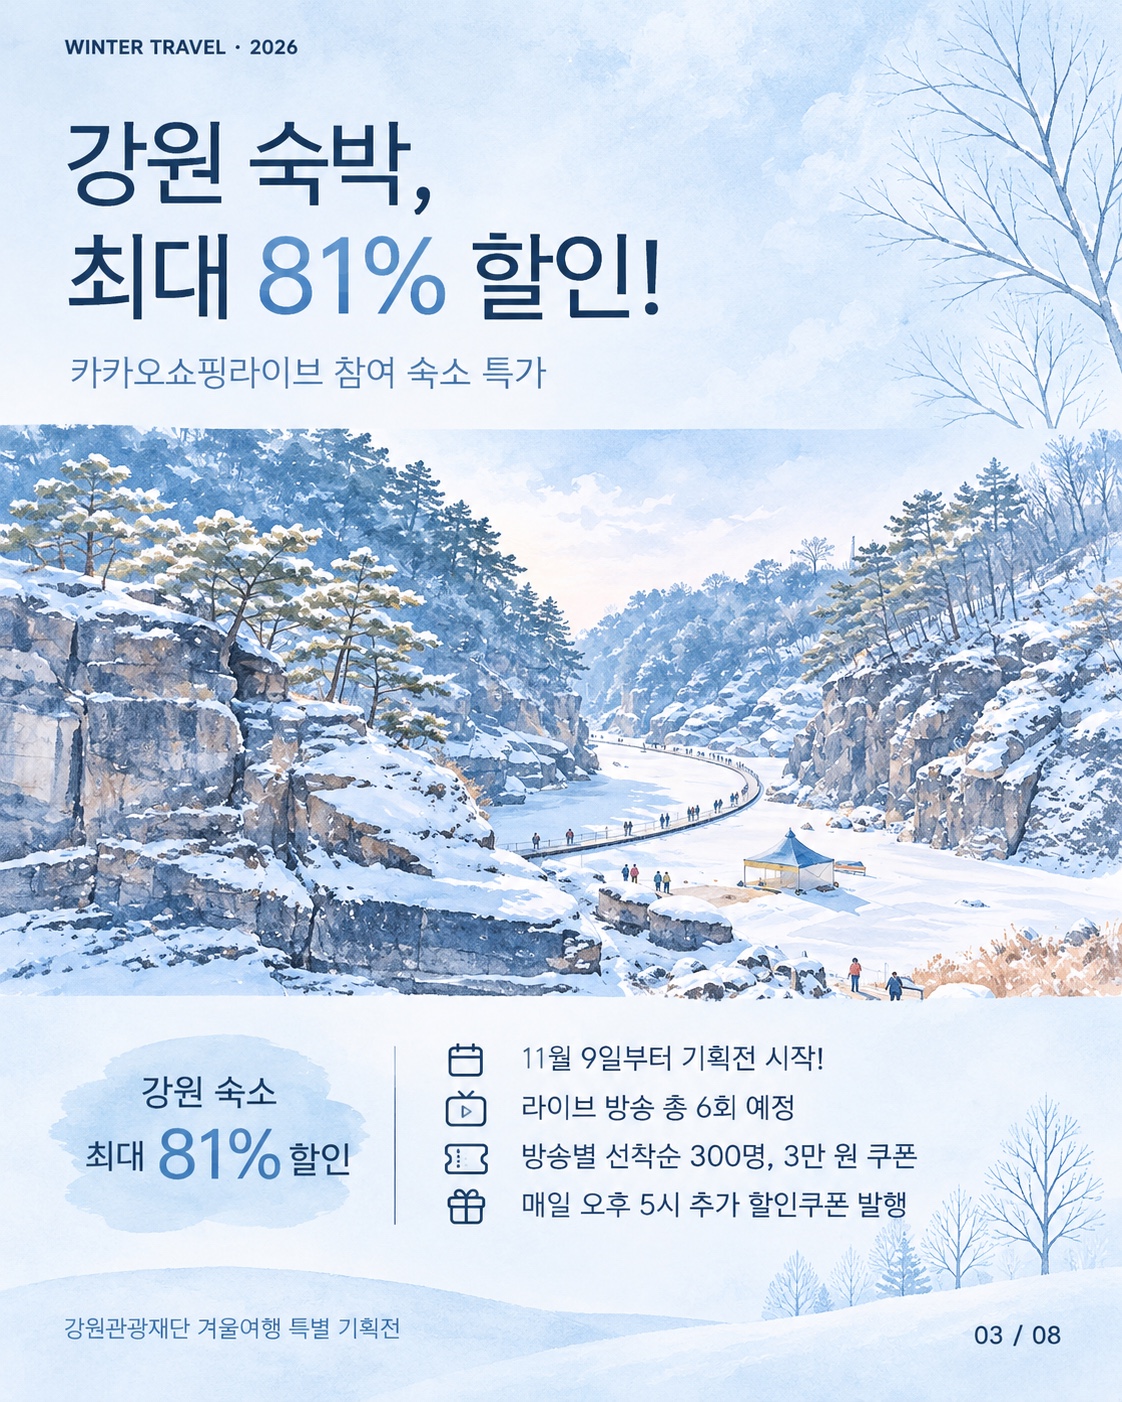 WINTER TRAVEL · 2026
강원 숙박,
최대 81% 할인!
카카오쇼핑라이브 참여 숙소 특가
강원 숙소
최대 81% 할인
11월 9일부터 기획전 시작!
라이브 방송 총 6회 예정
방송별 선착순 300명, 3만 원 쿠폰
매일 오후 5시 추가 할인쿠폰 발행
강원관광재단 겨울여행 특별 기획전
03 / 08